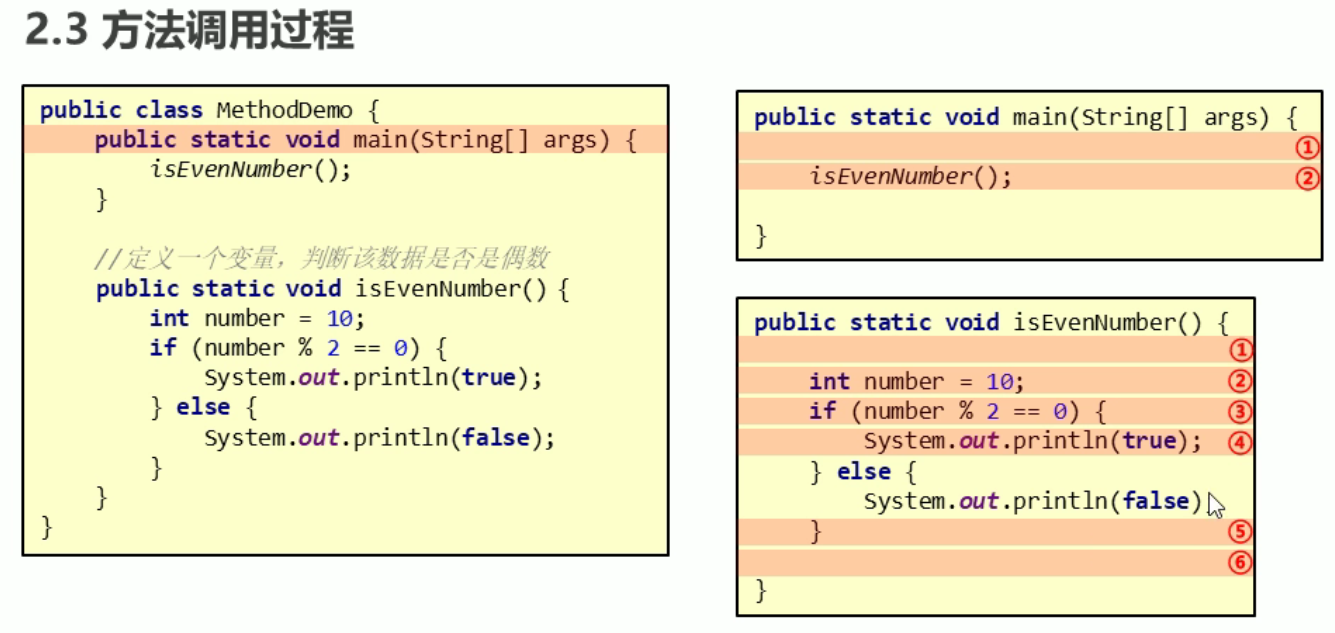 2.3 方法调用过程
public class MethodDemo {
public static void main(String[] args) {
isEvenNumber();
}
//定义一个变量，判断该数据是否是偶数
public static void isEvenNumber() {
int number = 10;
if (number % 2 == 0) {
System.out.println(true);
} else {
System.out.println(false);
}
}
}
public static void main(String[] args) {
①
isEvenNumber(); ②
}
public static void isEvenNumber() {
①
int number = 10; ②
if (number % 2 == 0) { ③
System.out.println(true); ④
} else {
System.out.println(false)
} ⑤
⑥
}